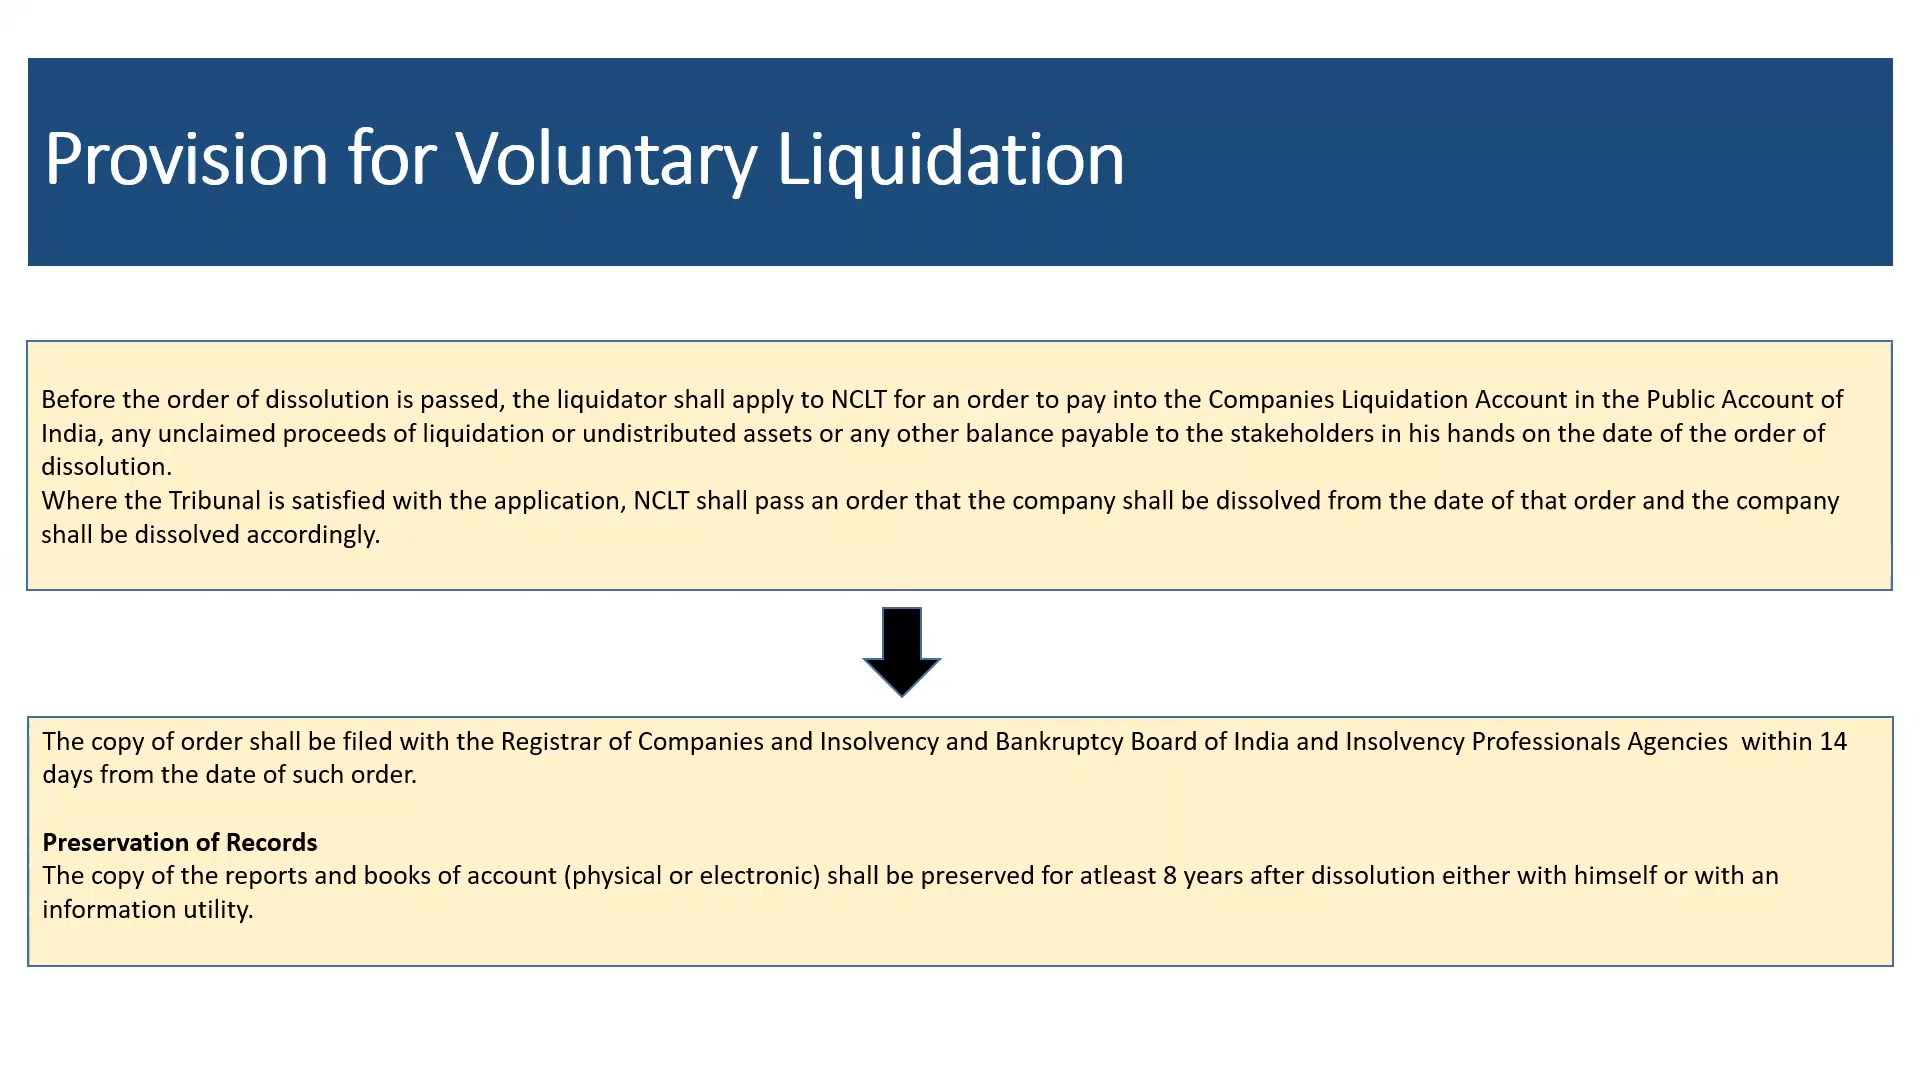 Provision for Voluntary Liquidation
Before the order of dissolution is passed, the liquidator shall apply to NCLT for an order to pay into the Companies Liquidation Account in the Public Account of
India, any unclaimed proceeds of liquidation or undistributed assets or any other balance payable to the stakeholders in his hands on the date of the order of
dissolution.
Where the Tribunal is satisfied with the application, NCLT shall pass an order that the company shall be dissolved from the date of that order and the company
shall be dissolved accordingly.
The copy of order shall be filed with the Registrar of Companies and Insolvency and Bankruptcy Board of India and Insolvency Professionals Agencies  within 14
days from the date of such order.
Preservation of Records
The copy of the reports and books of account (physical or electronic) shall be preserved for atleast 8 years after dissolution either with himself or with an
information utility.